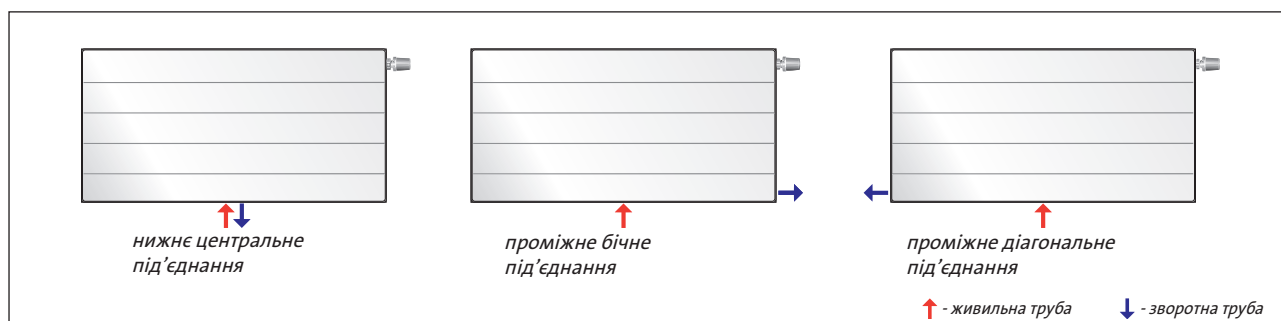 нижнє центральне
під’єднання
проміжне бічне
під’єднання
проміжне діагональне
під’єднання
- живильна труба
- зворотна труба